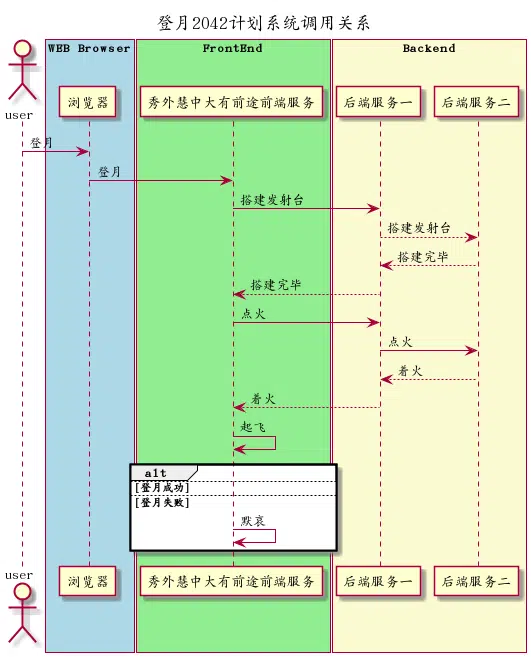 登月2042计划系统调用关系
WEB Browser
FrontEnd
Backend
user
浏览器
秀外慧中大有前途前端服务
后端服务一
后端服务二
登月
登月
搭建发射台
搭建发射台
搭建完毕
搭建完毕
点火
点火
着火
着火
起飞
alt
[登月成功]
[登月失败]
默哀
user
浏览器
秀外慧中大有前途前端服务
后端服务一
后端服务二